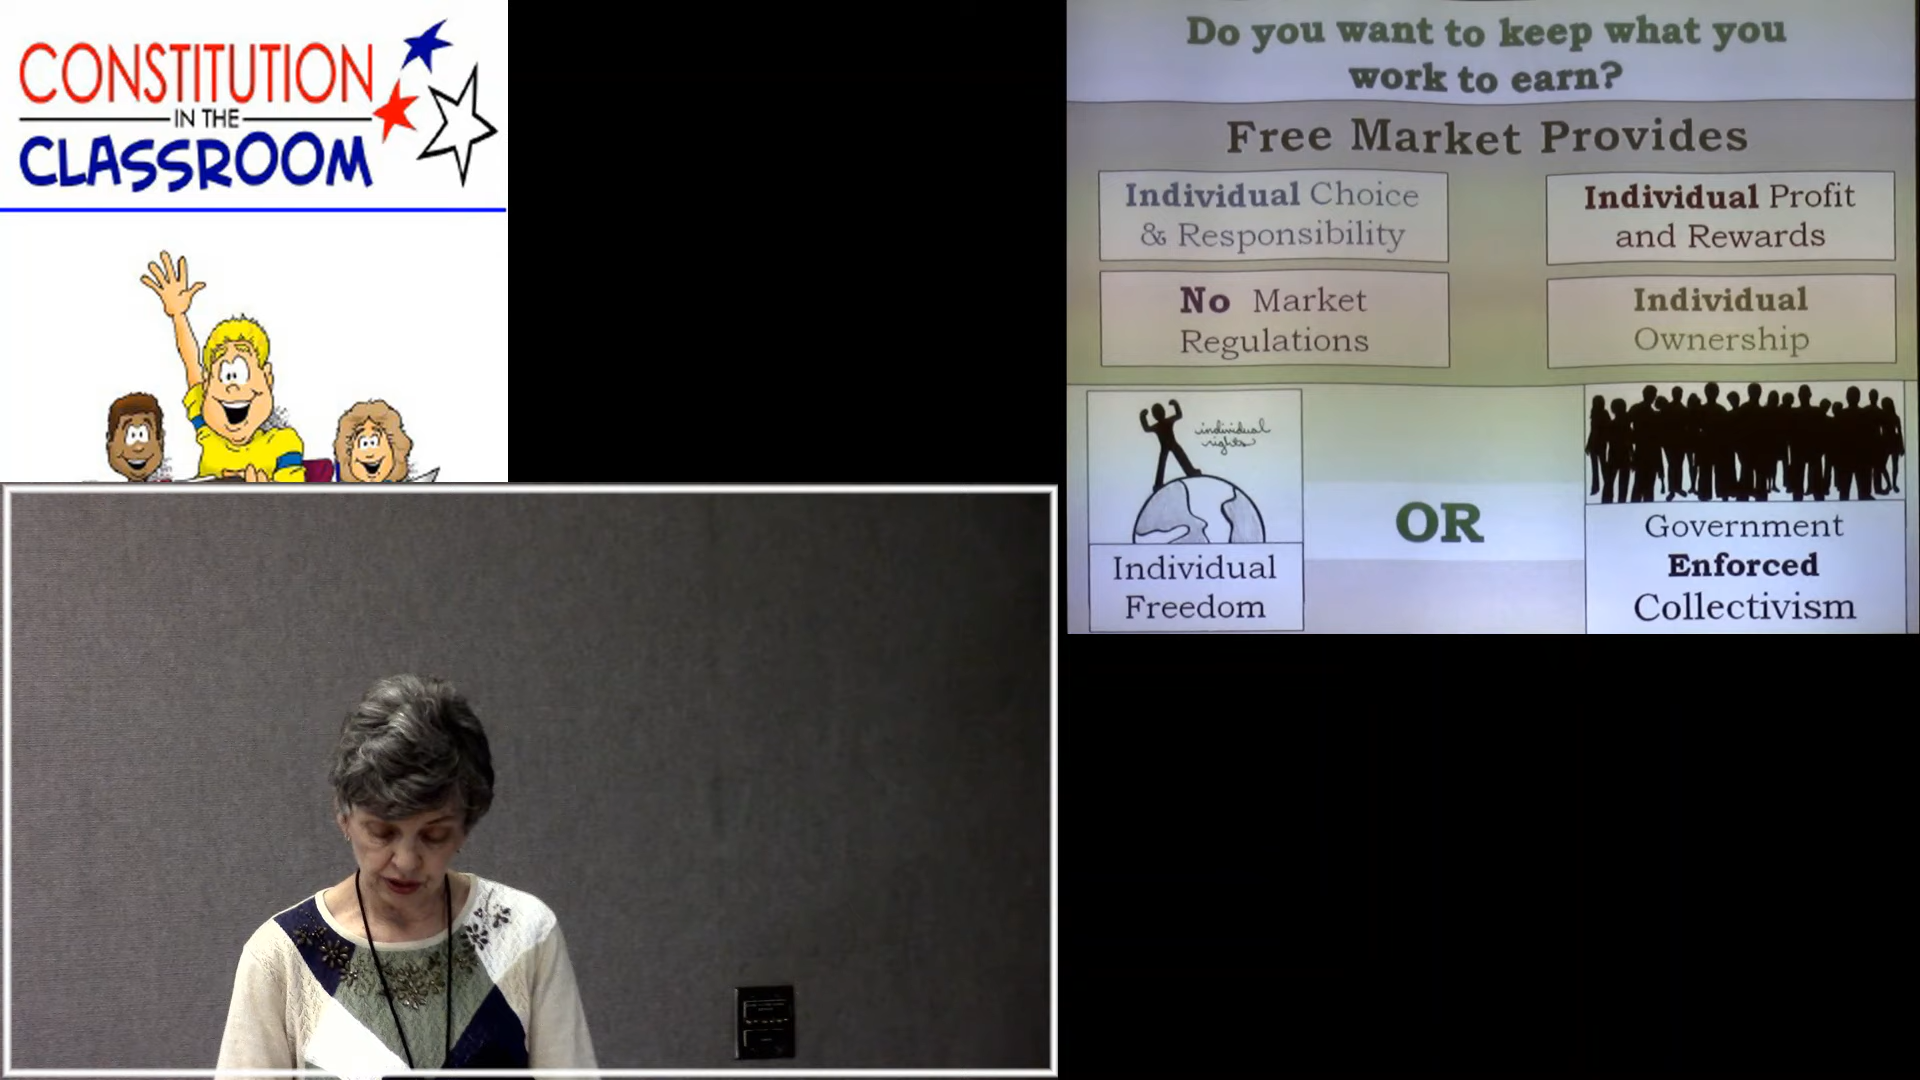 CONSTITUTION
IN THE
CLASSROOM
Do you want to keep what you
work to earn?
Free Market Provides
Individual Choice
& Responsibility
Individual Profit
and Rewards
No Market
Regulations
Individual
Ownership
individual
rights
Individual
Freedom
OR
Government
Enforced
Collectivism